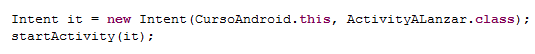 Intent it = new Intent(CursoAndroid.this, ActivityALanzar.class);
startActivity(it);